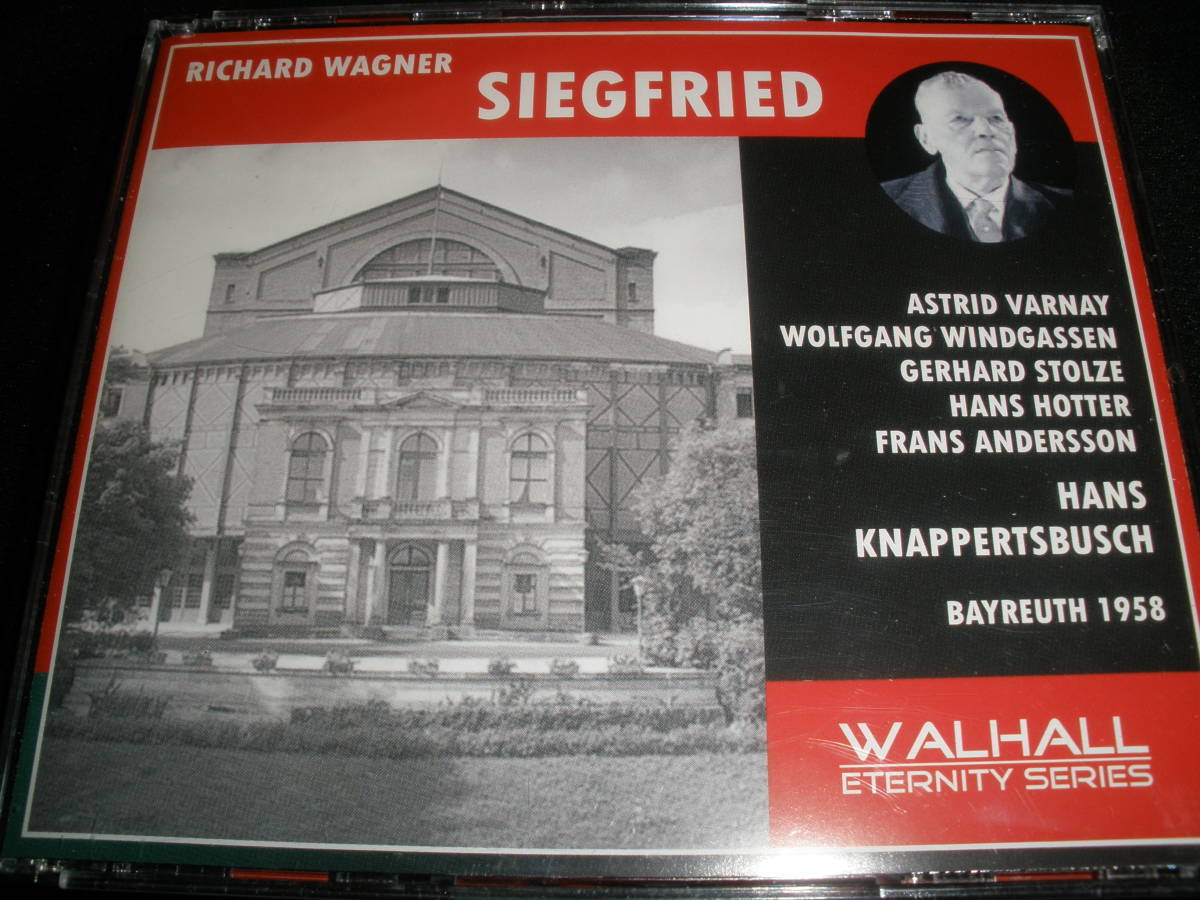 RICHARD WAGNER
SIEGFRIED
ASTRID VARNAY
WOLFGANG WINDGASSEN
GERHARD STOLZE
HANS HOTTER
FRANS ANDERSSON
HANS
KNAPPERTSBUSCH
BAYREUTH 1958
WALHALL
ETERNITY SERIES